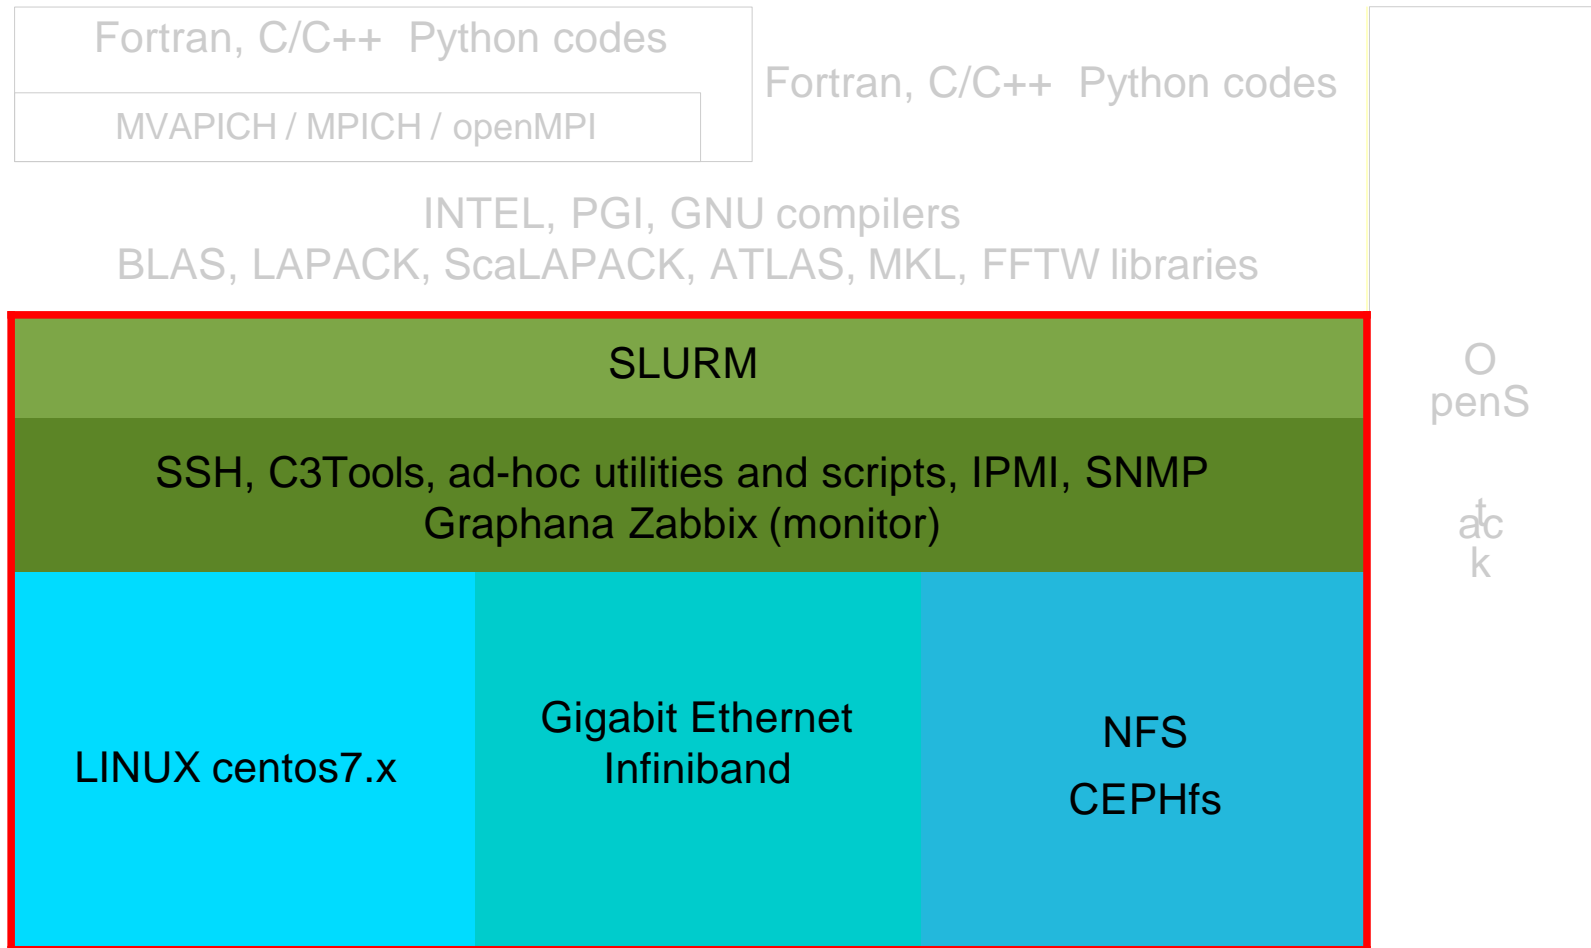 Fortran, C/C++  Python codes
Fortran, C/C++  Python codes
MVAPICH / MPICH / openMPI
INTEL, PGI, GNU compilers
BLAS, LAPACK, ScaLAPACK, ATLAS, MKL, FFTW libraries
SLURM
SSH, C3Tools, ad-hoc utilities and scripts, IPMI, SNMP
Graphana Zabbix (monitor)
LINUX centos7.x
Gigabit Ethernet
Infiniband
NFS
CEPHfs
O
penS
t
ac
k